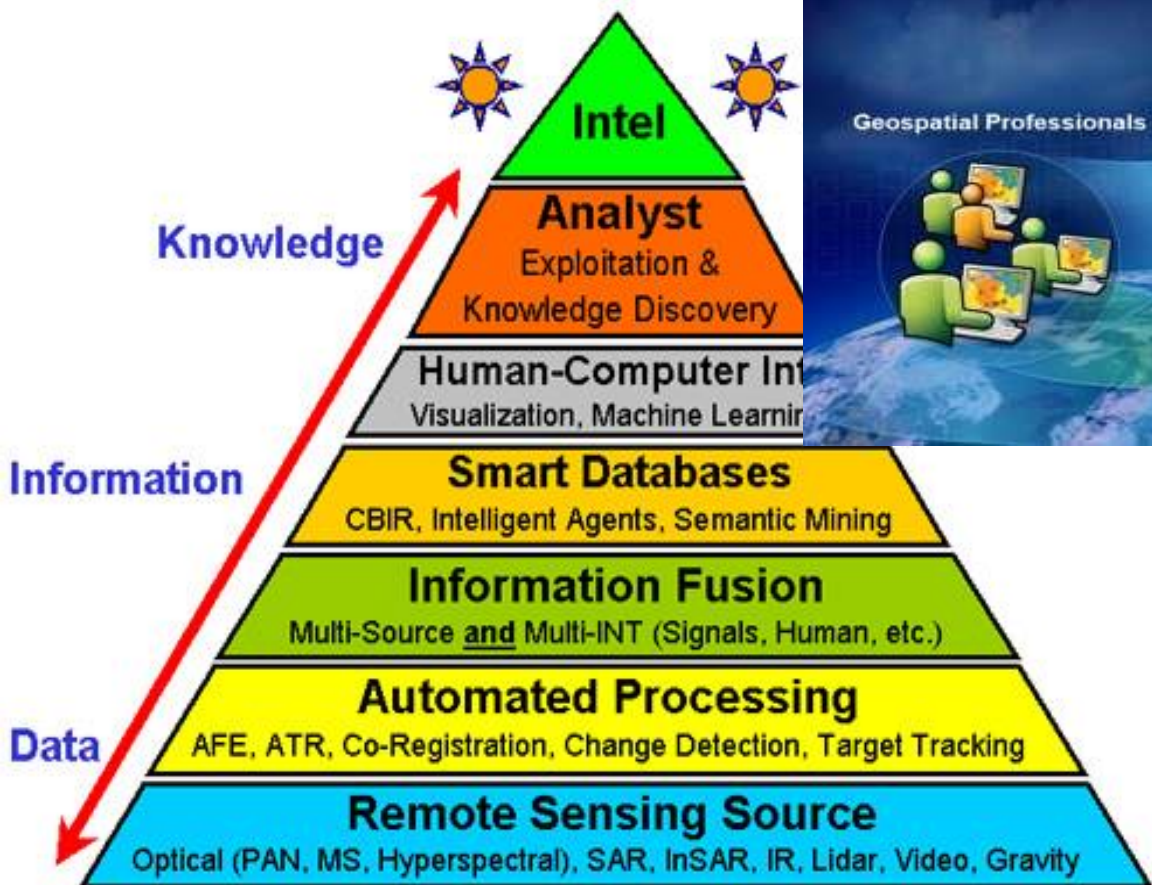 Intel
Geospatial Professionals
Knowledge
Analyst
Exploitation &
Knowledge Discovery
Human-Computer Int
Visualization, Machine Learnin
Information
Smart Databases
CBIR, Intelligent Agents, Semantic Mining
Information Fusion
Multi-Source and Multi-INT (Signals, Human, etc.)
Automated Processing
Data
AFE, ATR, Co-Registration, Change Detection, Target Tracking
Remote Sensing Source
Optical (PAN, MS, Hyperspectral), SAR, InSAR, IR, Lidar, Video, Gravity